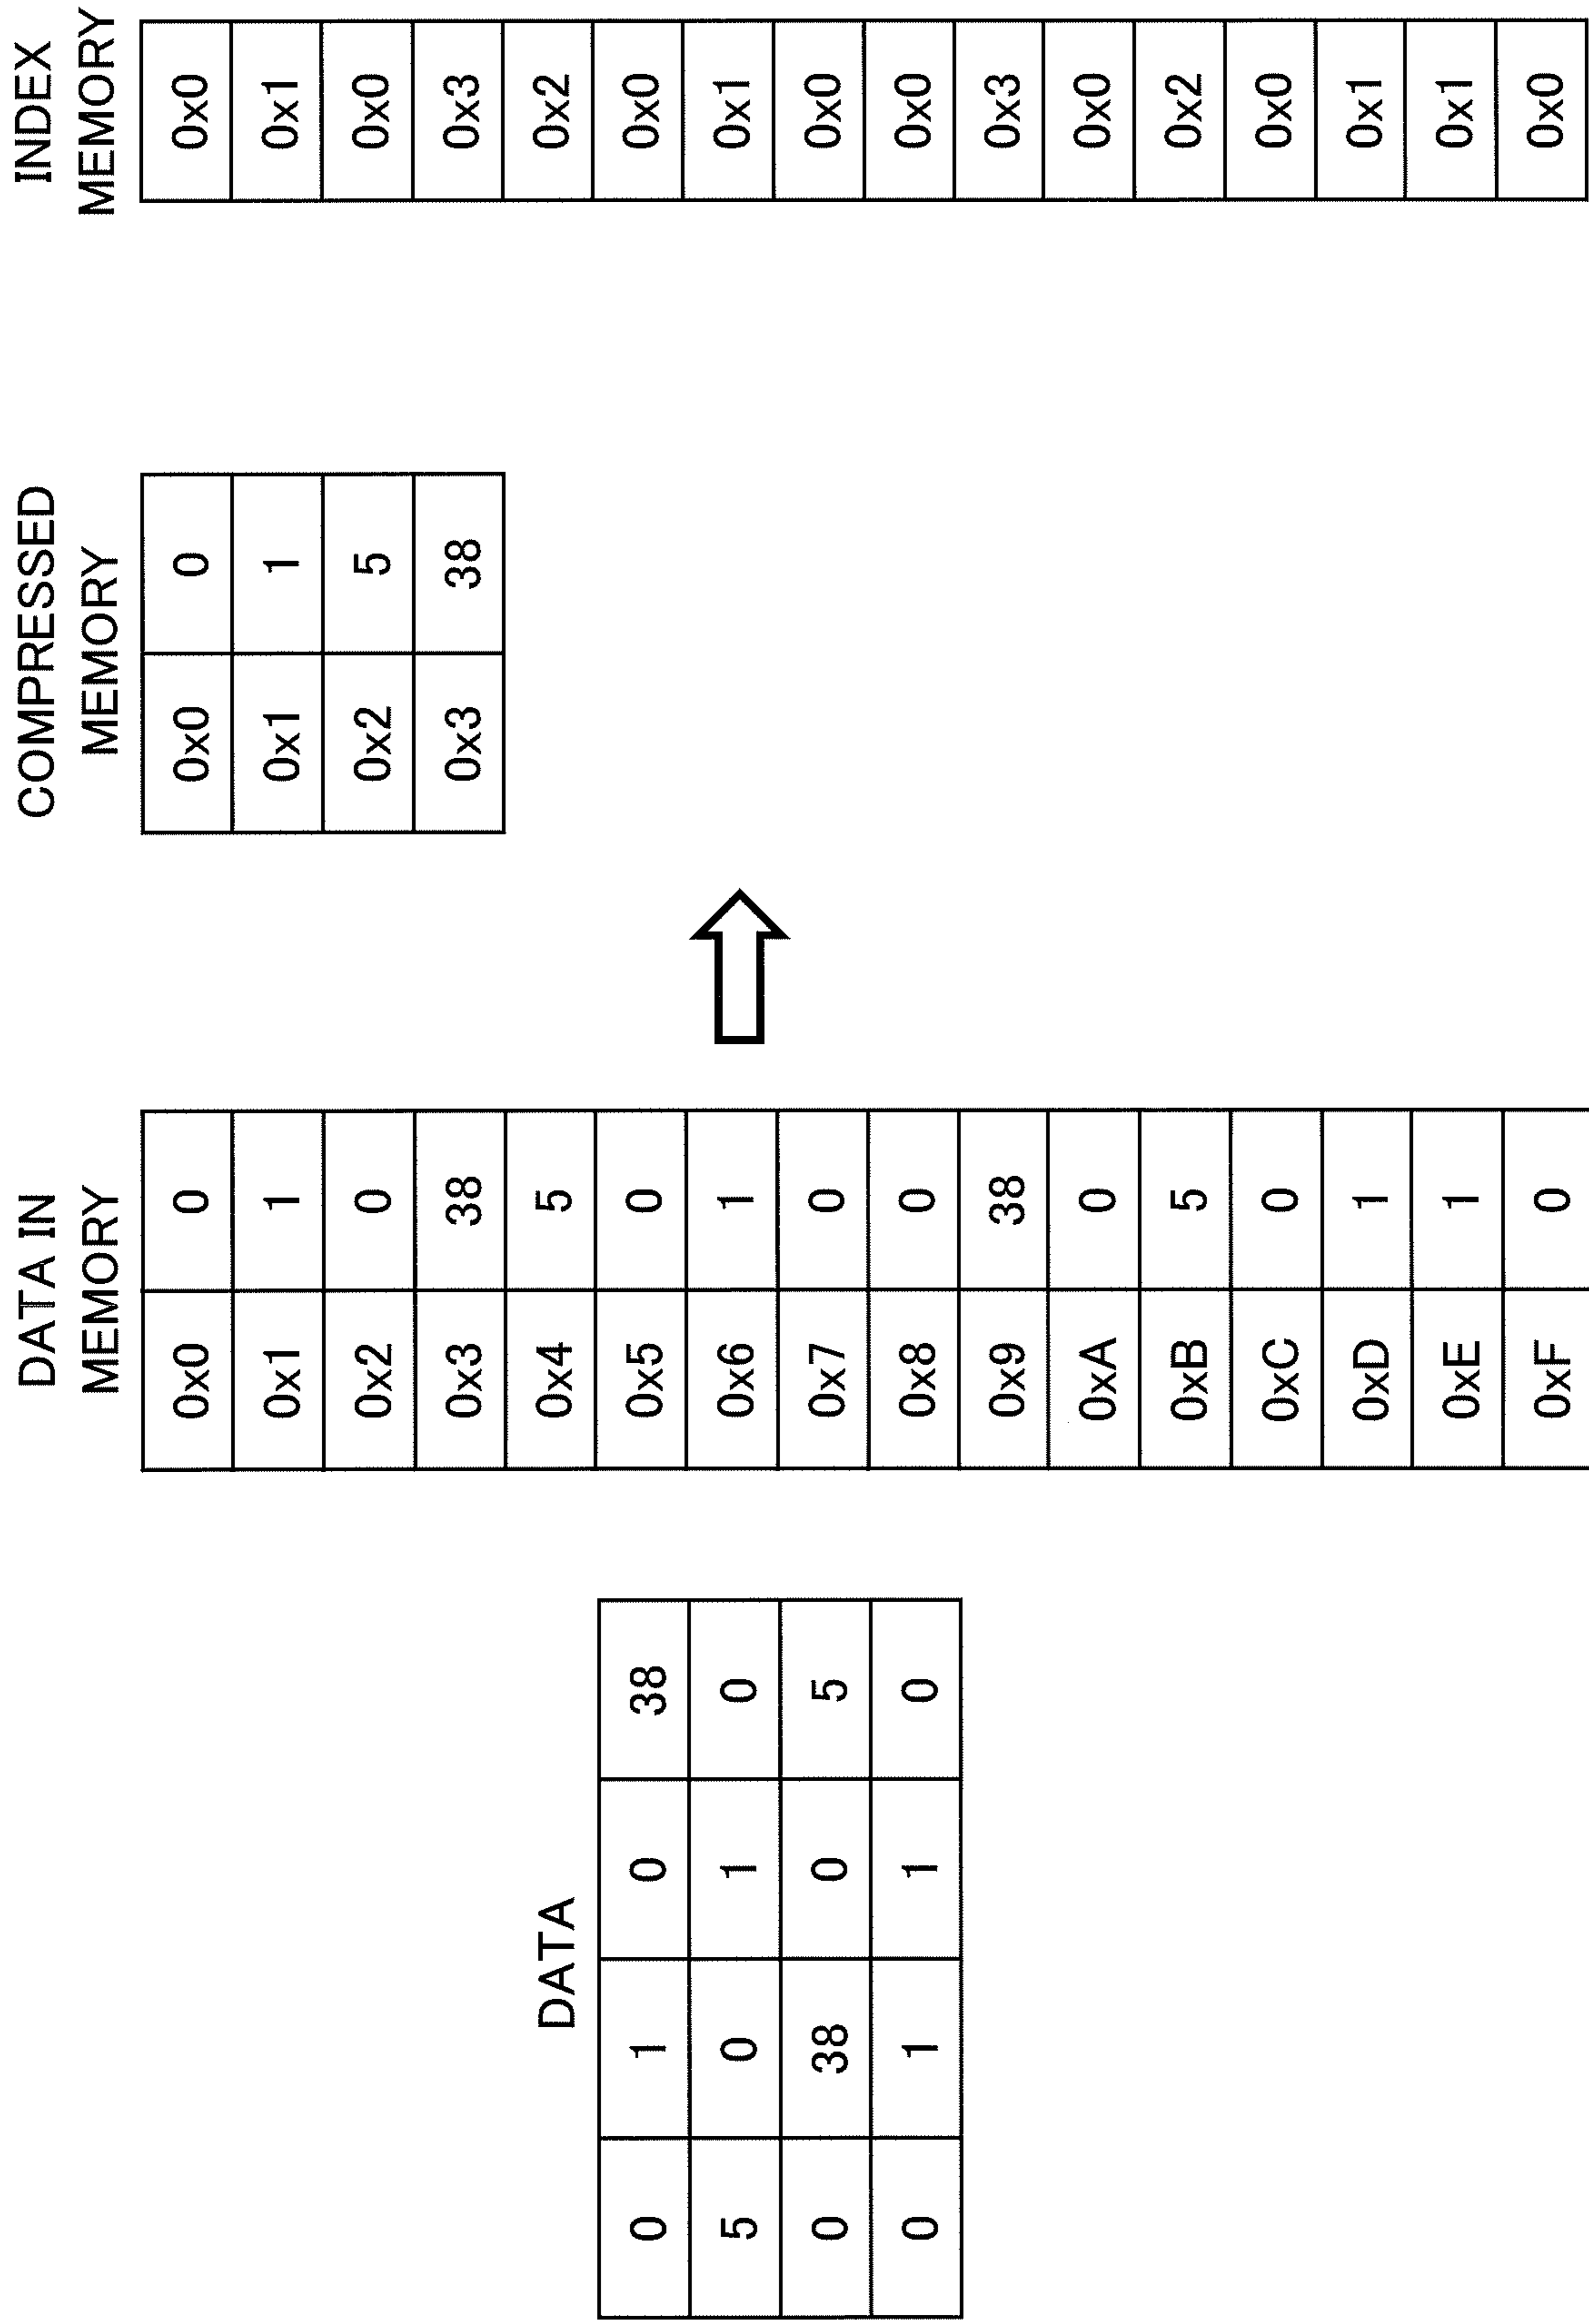 DATA
0 1 0 38
5 0 1 0
0 38 0 5
0 1 1 0
DATA IN
MEMORY
0x0 0
0x1 1
0x2 0
0x3 38
0x4 5
0x5 0
0x6 1
0x7 0
0x8 0
0x9 38
0xA 0
0xB 5
0xC 0
0xD 1
0xE 1
0xF 0
COMPRESSED
MEMORY
0x0 0
0x1 1
0x2 5
0x3 38
INDEX
MEMORY
0x0
0x1
0x0
0x3
0x2
0x0
0x1
0x0
0x0
0x3
0x0
0x2
0x0
0x1
0x1
0x0